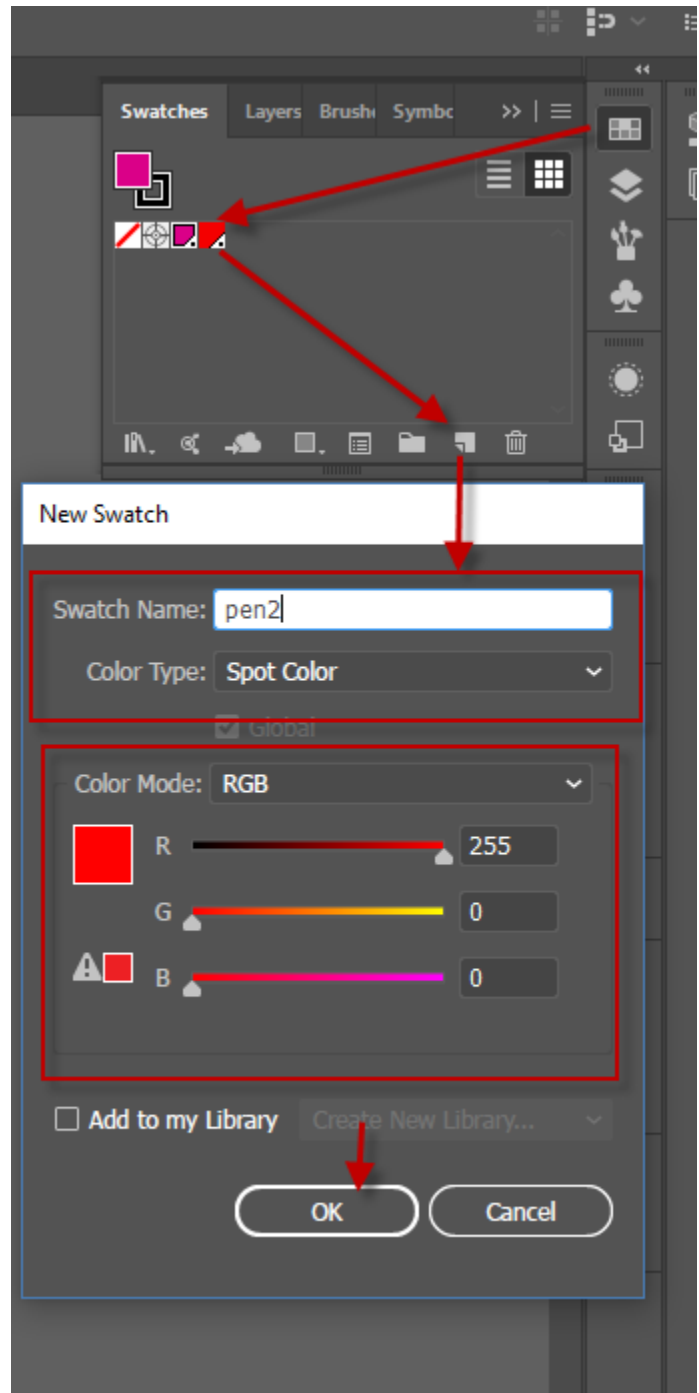 Swatches Layers Brushe Symbc >>
New Swatch
Swatch Name: pen2
Color Type: Spot Color
Global
Color Mode: RGB
R 255
G 0
B 0
Add to my Library Create New Library...
OK Cancel